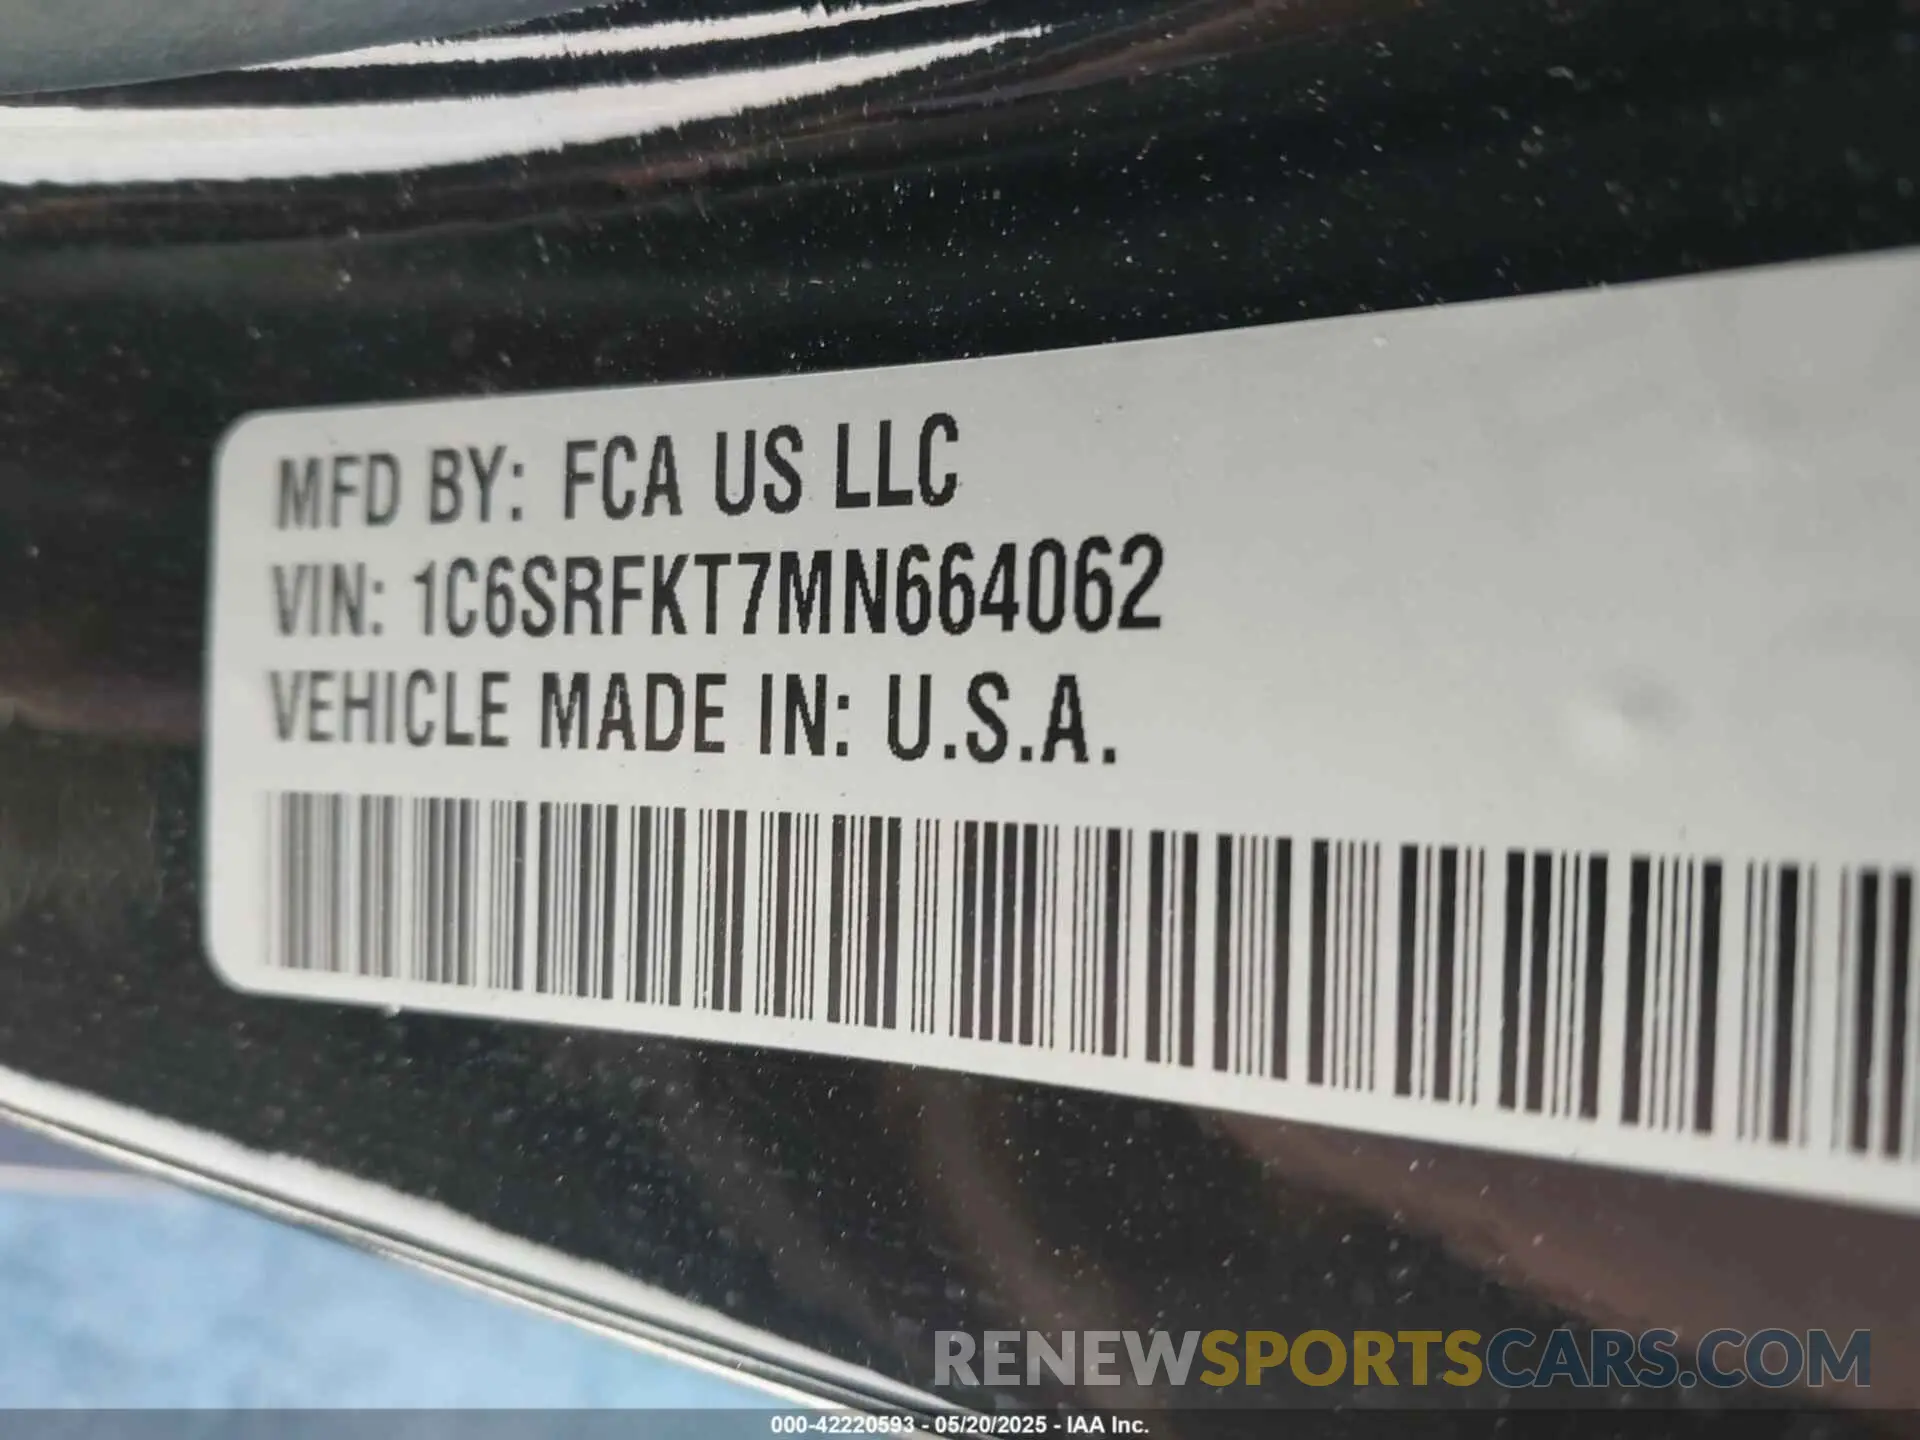 MFD BY: FCA US LLC
VIN: 1C6SRFKT7MN664062
VEHICLE MADE IN: U.S.A.
RENEWSPORTSCARS.COM
000-42220593 - 05/20/2025 - IAA Inc.